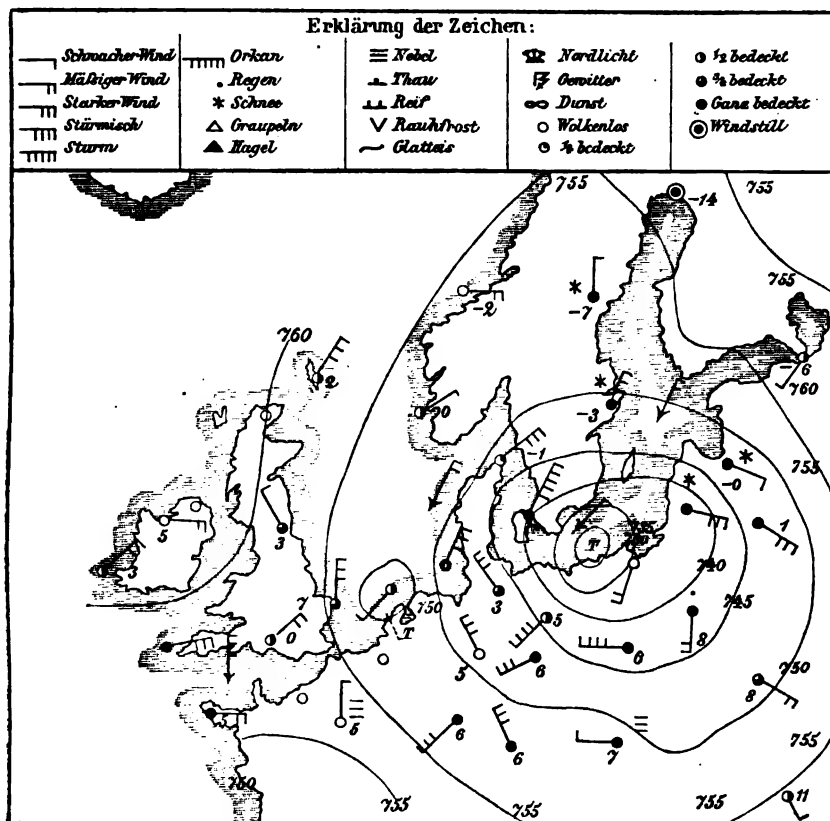 Erklärung der Zeichen:
Schwacher Wind
Mäßiger Wind
Starker Wind
Stürmisch
Sturm
Orkan
Regen
Schnee
Graupeln
Hagel
Nebel
Thau
Reif
Rauhfrost
Glatteis
Nordlicht
Gewitter
Dunst
Wolkenlos
¼ bedeckt
½ bedeckt
¾ bedeckt
Ganz bedeckt
Windstill
755
755
-14
755
-2
-7
760
2
6
760
-3
-1
755
-0
5
3
3
1
T
740
745
7
750
T
3
5
0
8
5
6
6
750
8
5
6
6
7
755
760
755
755
755
11